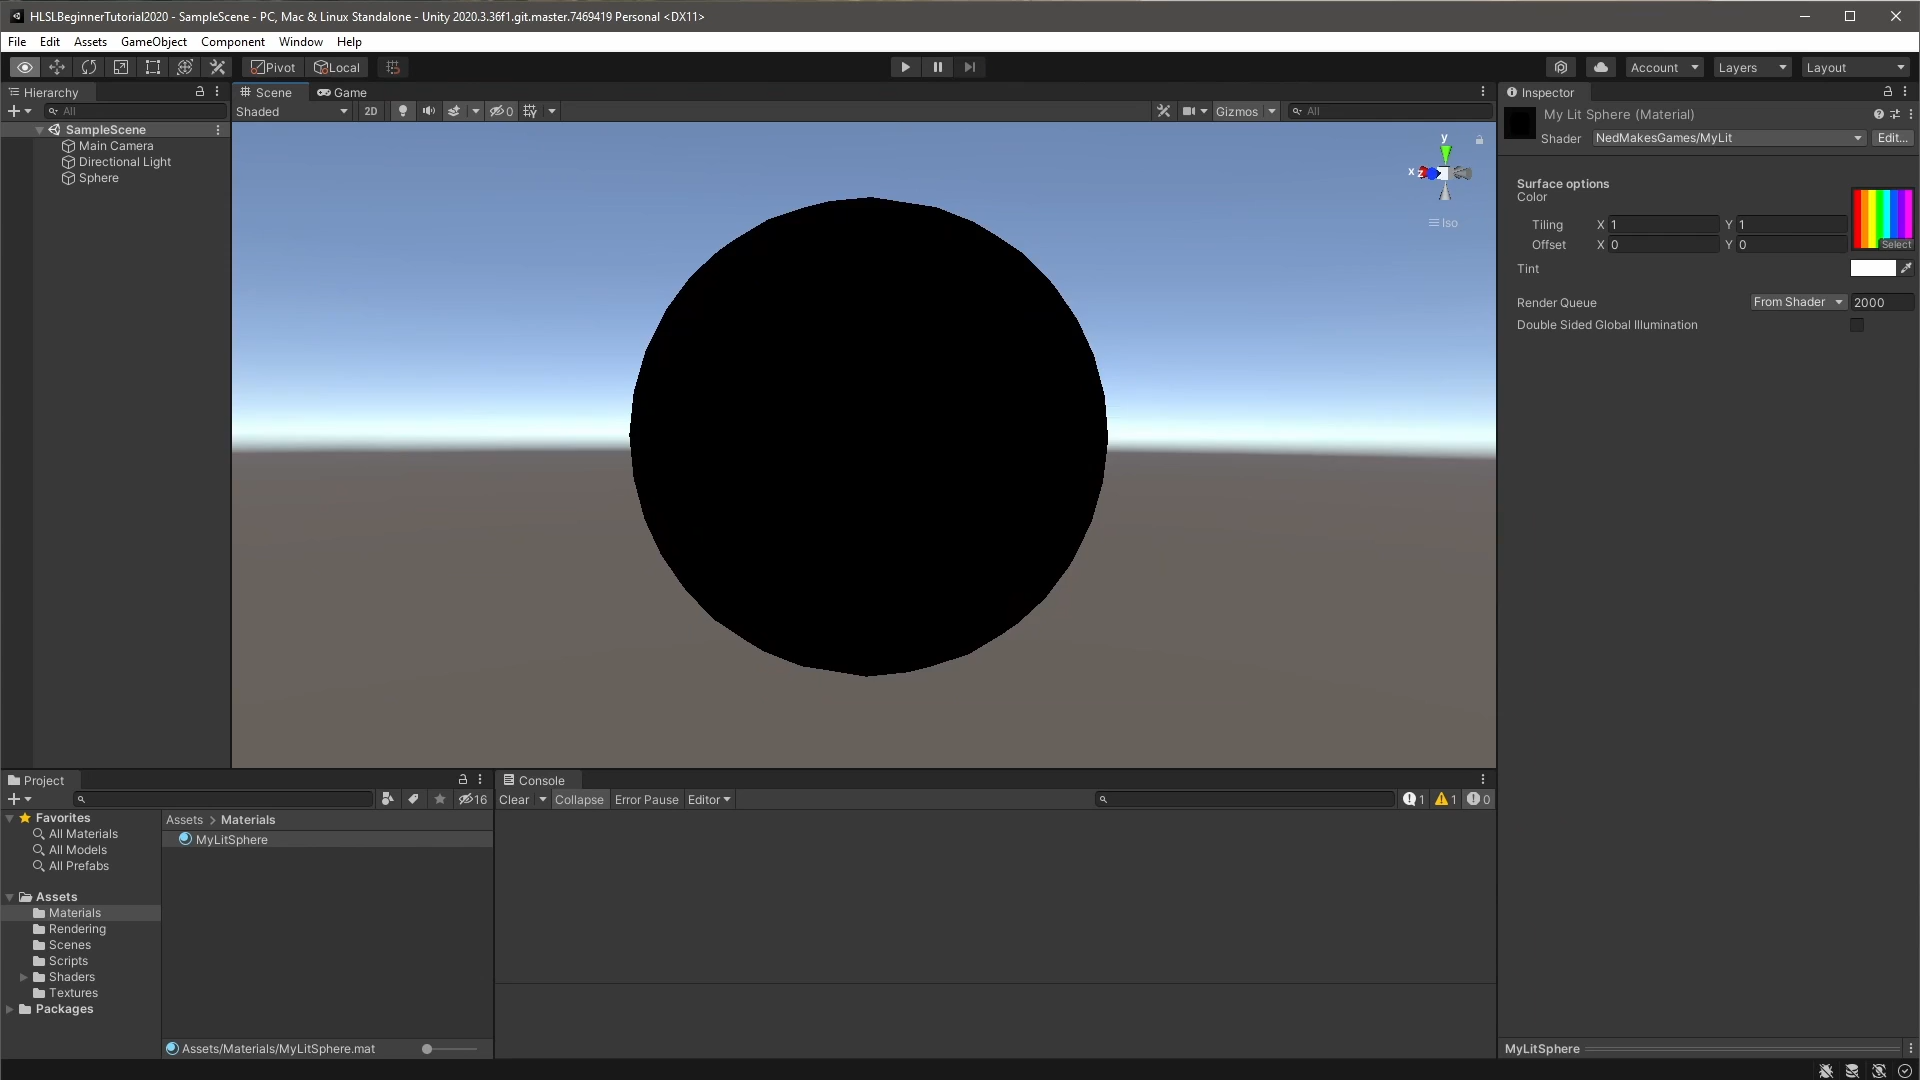 HLSLBeginnerTutorial2020 - SampleScene - PC, Mac & Linux Standalone - Unity 2020.3.36f1.git.master.7469419 Personal <DX11>
File Edit Assets GameObject Component Window Help
Pivot Local Account Layers Layout
Hierarchy
All
SampleScene
Main Camera
Directional Light
Sphere
Scene Game
Shaded 2D 0 Gizmos All
y
x z
Iso
Inspector
My Lit Sphere (Material)
Shader NedMakesGames/MyLit Edit...
Surface options
Color
Tiling X 1 Y 1
Offset X 0 Y 0
Select
Tint
Render Queue From Shader 2000
Double Sided Global Illumination
Project
16
Favorites
All Materials
All Models
All Prefabs
Assets
Materials
Rendering
Scenes
Scripts
Shaders
Textures
Packages
Assets > Materials
MyLitSphere
Assets/Materials/MyLitSphere.mat
Console
Clear Collapse Error Pause Editor 1 1 0
MyLitSphere